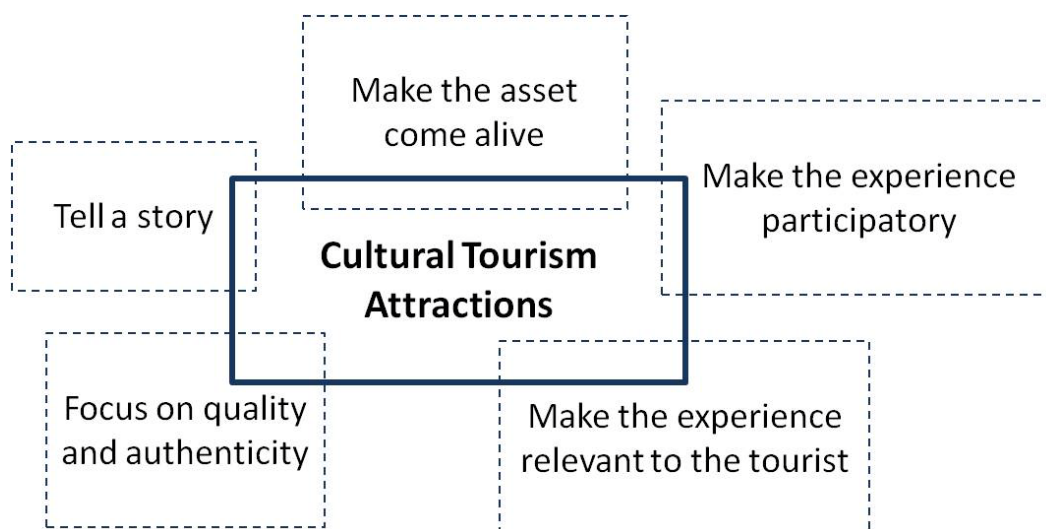 Make the asset
come alive
Make the experience
participatory
Tell a story
Cultural Tourism
Attractions
Focus on quality
and authenticity
Make the experience
relevant to the tourist